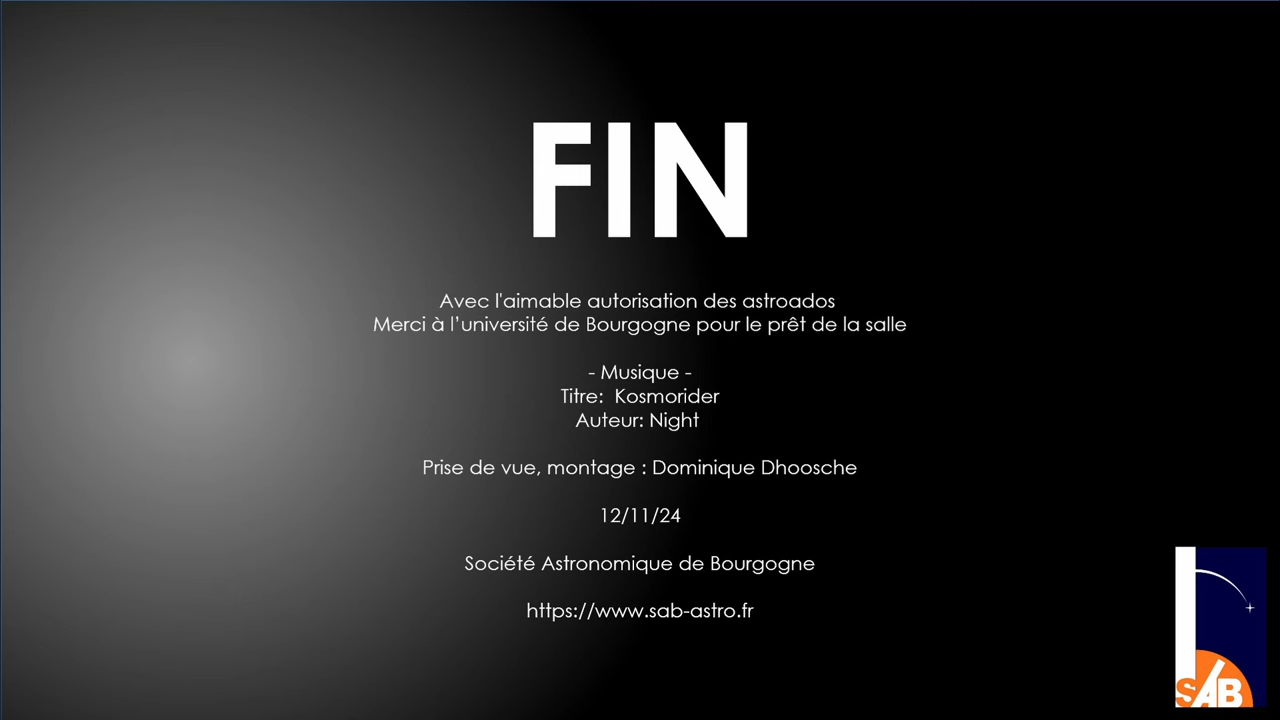 FIN
Avec l'aimable autorisation des astroados
Merci à l’université de Bourgogne pour le prêt de la salle
- Musique -
Titre:  Kosmorider
Auteur: Night
Prise de vue, montage : Dominique Dhoosche
12/11/24
Société Astronomique de Bourgogne
https://www.sab-astro.fr
SAB